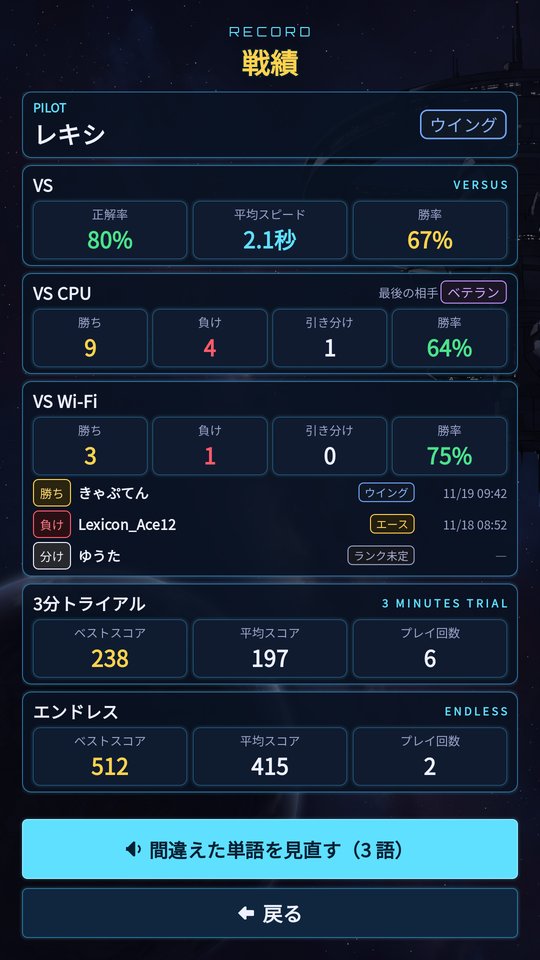 RECORD
戦績
PILOT
レキシ
ウイング
VS
VERSUS
正解率 平均スピード 勝率
80% 2.1秒 67%
VS CPU
最後の相手 ベテラン
勝ち 負け 引き分け 勝率
9 4 1 64%
VS Wi-Fi
勝ち 負け 引き分け 勝率
3 1 0 75%
勝ち きゃぷてん ウイング 11/19 09:42
負け Lexicon_Ace12 エース 11/18 08:52
分け ゆうた ランク未定 —
3分トライアル
3 MINUTES TRIAL
ベストスコア 平均スコア プレイ回数
238 197 6
エンドレス
ENDLESS
ベストスコア 平均スコア プレイ回数
512 415 2
間違えた単語を見直す（3 語）
戻る